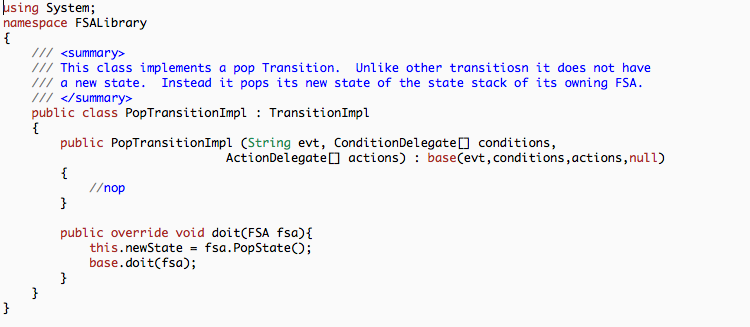 using System;
namespace FSALibrary
{
    /// <summary>
    /// This class implements a pop Transition.  Unlike other transitiosn it does not have
    /// a new state.  Instead it pops its new state of the state stack of its owning FSA.
    /// </summary>
    public class PopTransitionImpl : TransitionImpl
    {
        public PopTransitionImpl (String evt, ConditionDelegate[] conditions,
                              ActionDelegate[] actions) : base(evt,conditions,actions,null)
        {
            //nop
        }

        public override void doit(FSA fsa){
            this.newState = fsa.PopState();
            base.doit(fsa);
        }
    }
}